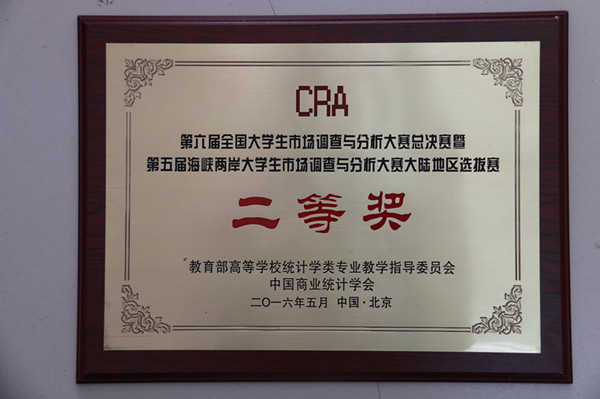 CRA
第六届全国大学生市场调查与分析大赛总决赛暨
第五届海峡两岸大学生市场调查与分析大赛大陆地区选拔赛
二等奖
教育部高等学校统计学类专业教学指导委员会
中国商业统计学会
二〇一六年五月 中国·北京